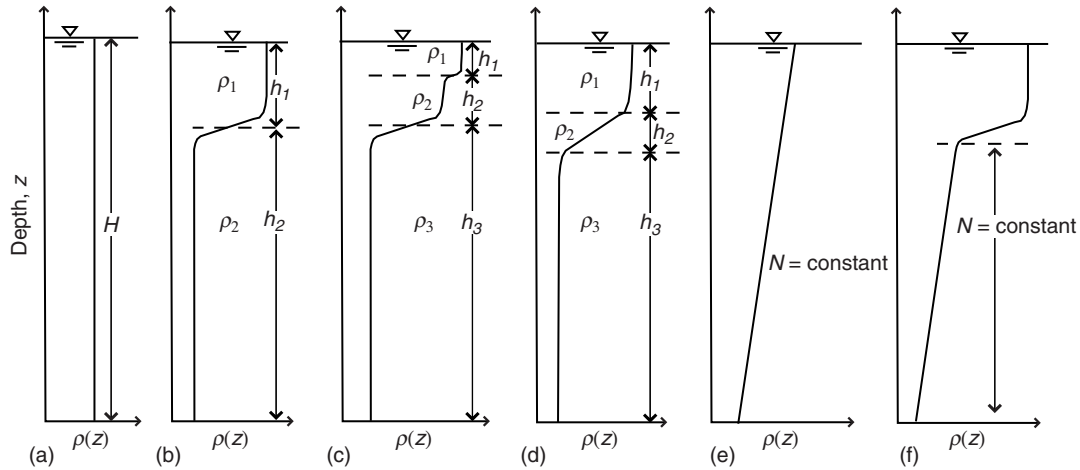 Depth, z
H
ρ(z)
(a)
ρ₁
h₁
ρ₂
h₂
ρ(z)
(b)
ρ₁
h₁
ρ₂
h₂
ρ₃
h₃
ρ(z)
(c)
ρ₁
h₁
ρ₂
h₂
ρ₃
h₃
ρ(z)
(d)
N = constant
ρ(z)
(e)
N = constant
ρ(z)
(f)